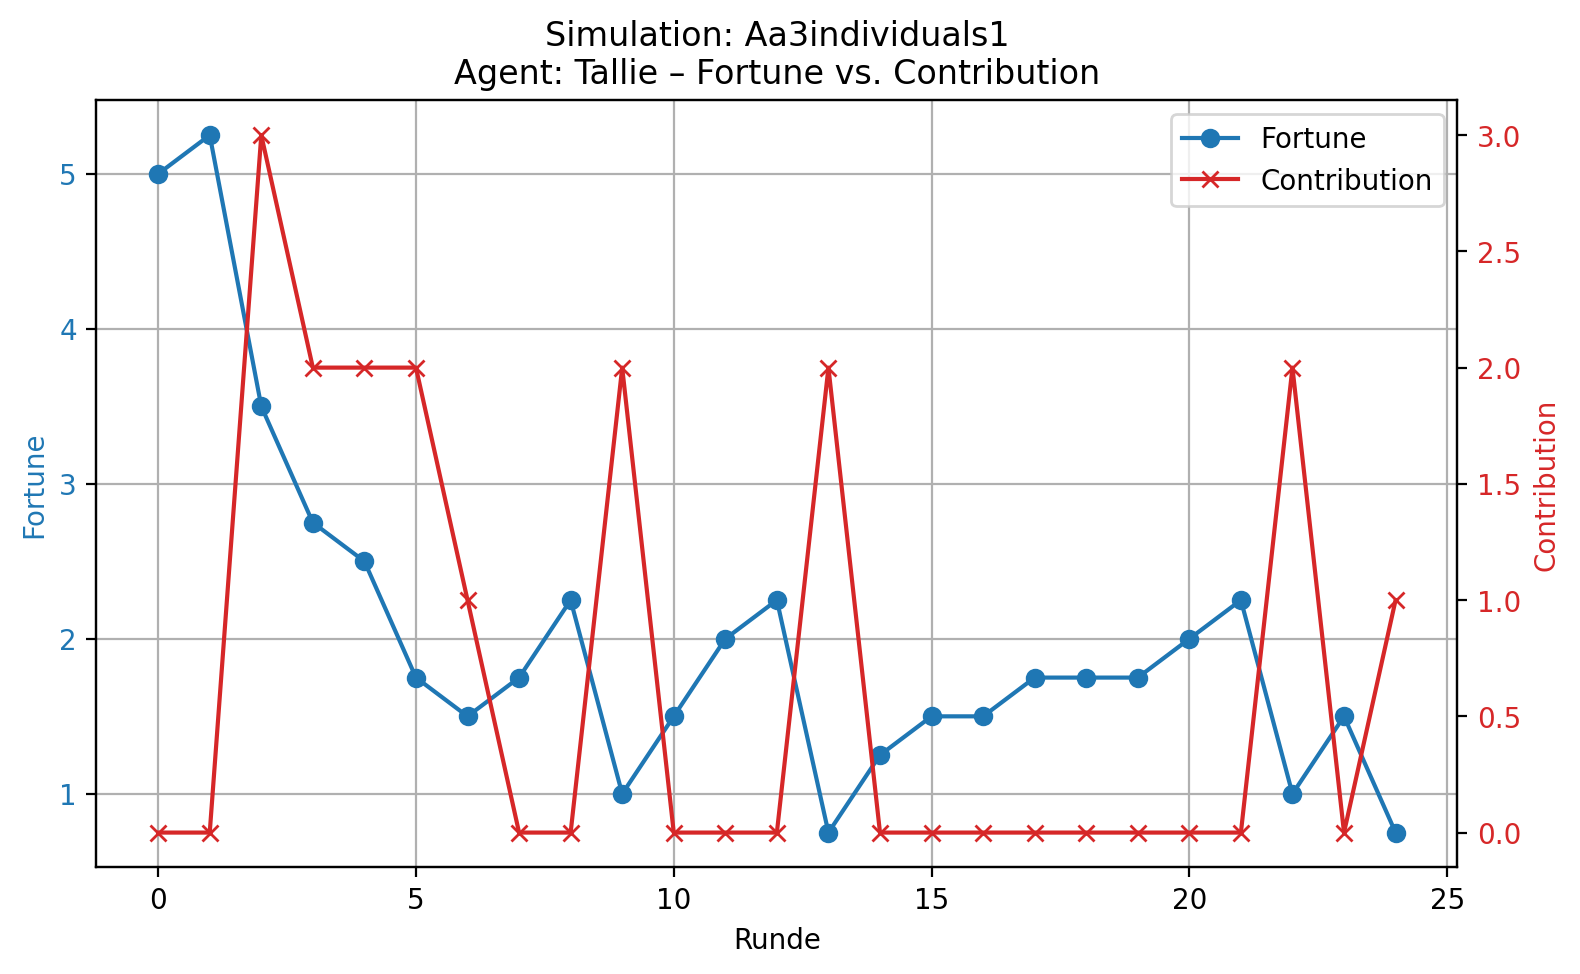 Simulation: Aa3individuals1
Agent: Tallie – Fortune vs. Contribution
Fortune
Contribution
5
4
3
2
1
Fortune
3.0
2.5
2.0
1.5
1.0
0.5
0.0
Contribution
0 5 10 15 20 25
Runde